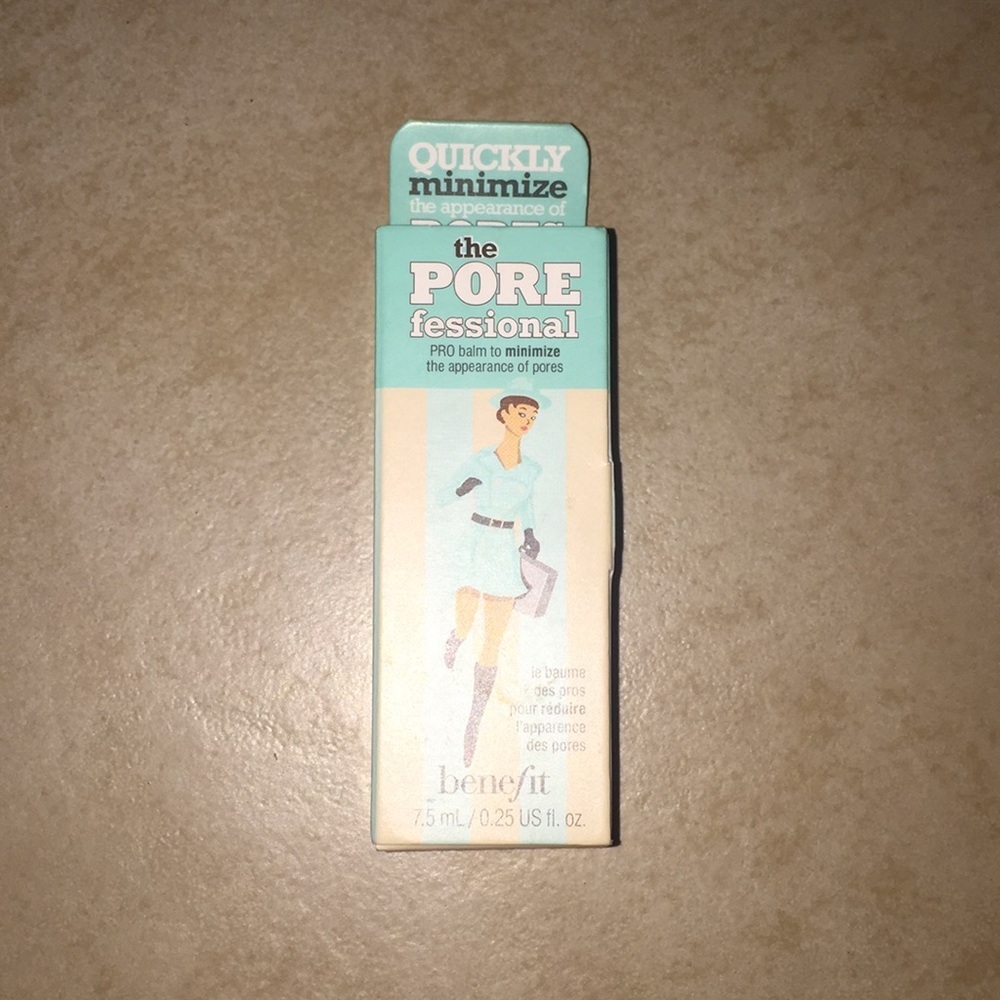 QUICKLY
minimize
the appearance of
PORES
the
PORE
fessional
PRO balm to minimize
the appearance of pores
le baume
des pros
pour réduire
l'apparence
des pores
benefit
7.5 mL / 0.25 US fl. oz.